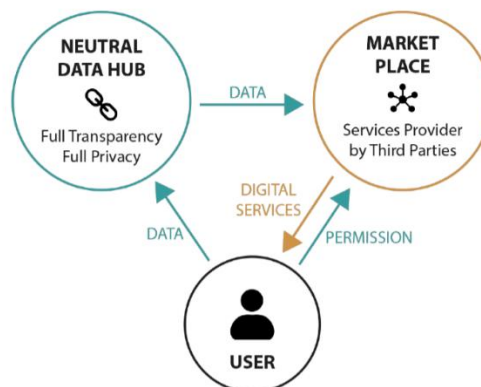 NEUTRAL
DATA HUB
Full Transparency
Full Privacy
DATA
MARKET
PLACE
Services Provider
by Third Parties
DIGITAL
SERVICES
DATA
PERMISSION
USER